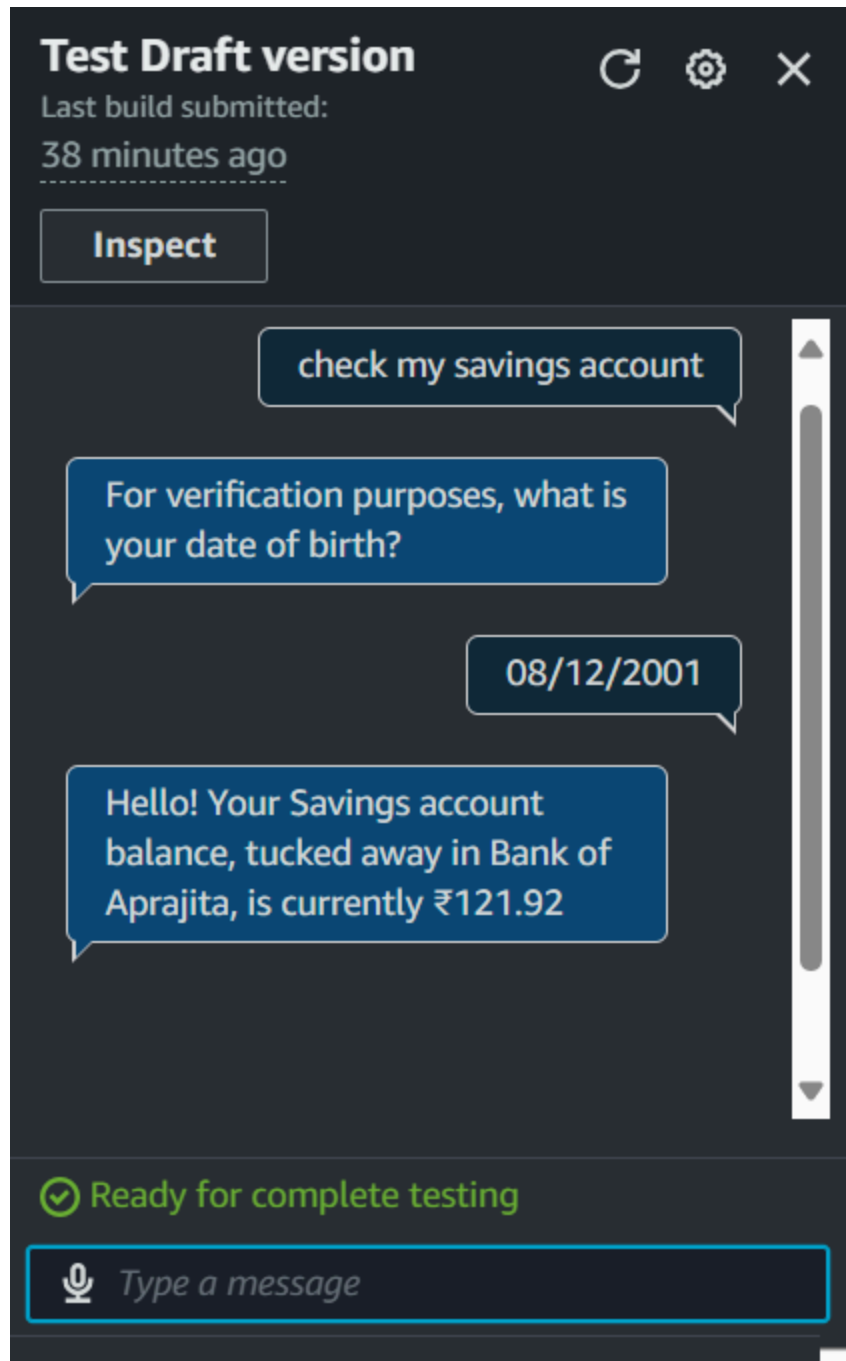 Test Draft version
Last build submitted:
38 minutes ago
Inspect
check my savings account
For verification purposes, what is
your date of birth?
08/12/2001
Hello! Your Savings account
balance, tucked away in Bank of
Aprajita, is currently ₹121.92
Ready for complete testing
Type a message